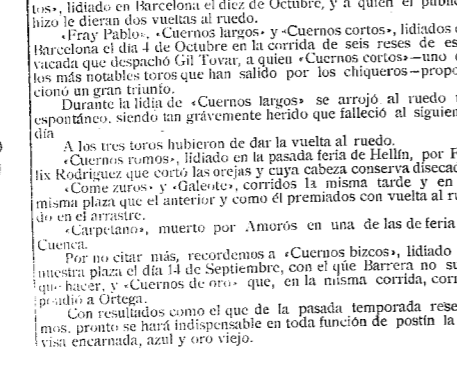 tos», lidiado en Barcelona el diez de Octubre, y a quien el públic
hizo le dieran dos vueltas al ruedo.
«Fray Pablo», «Cuernos largos» y «Cuernos cortos», lidiados
Barcelona el día 4 de Octubre en la corrida de seis reses de es
vacada que despachó Gil Tovar, a quien «Cuernos cortos»—uno
los más notables toros que han salido por los chiqueros—propo
cionó un gran triunfo.
Durante la lidia de «Cuernos largos» se arrojó al ruedo
espontáneo, siendo tan grávemente herido que falleció al siguien
día
A los tres toros hubieron de dar la vuelta al ruedo.
«Cuernos romos», lidiado en la pasada feria de Hellín, por F
lix Rodríguez que cortó las orejas y cuya cabeza conserva disecad
«Come zuros» y «Galeote», corridos la misma tarde y en
misma plaza que el anterior y como él premiados con vuelta al ru
do en el arrastre.
«Carpetano», muerto por Amorós en una de las de feria
Cuenca.
Por no citar más, recordemos a «Cuernos bizcos», lidiado
nuestra plaza el día 14 de Septiembre, con el que Barrera no su
que hacer, y «Cuernos de oro» que, en la misma corrida, corr
pondió a Ortega.
Con resultados como el que de la pasada temporada rese
mos, pronto se hará indispensable en toda función de postín la
visa encarnada, azul y oro viejo.